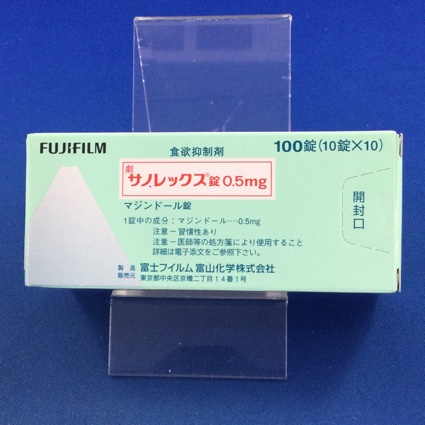 FUJIFILM
食欲抑制剤
100錠(10錠×10)
劇 サノレックス®錠0.5mg
マジンドール錠
1錠中の成分:マジンドール…0.5mg
注意-習慣性あり
注意-医師等の処方箋により使用すること
詳細は電子添文をご参照下さい。
開封口
製造販売元 富士フイルム富山化学株式会社
東京都中央区京橋二丁目14番1号